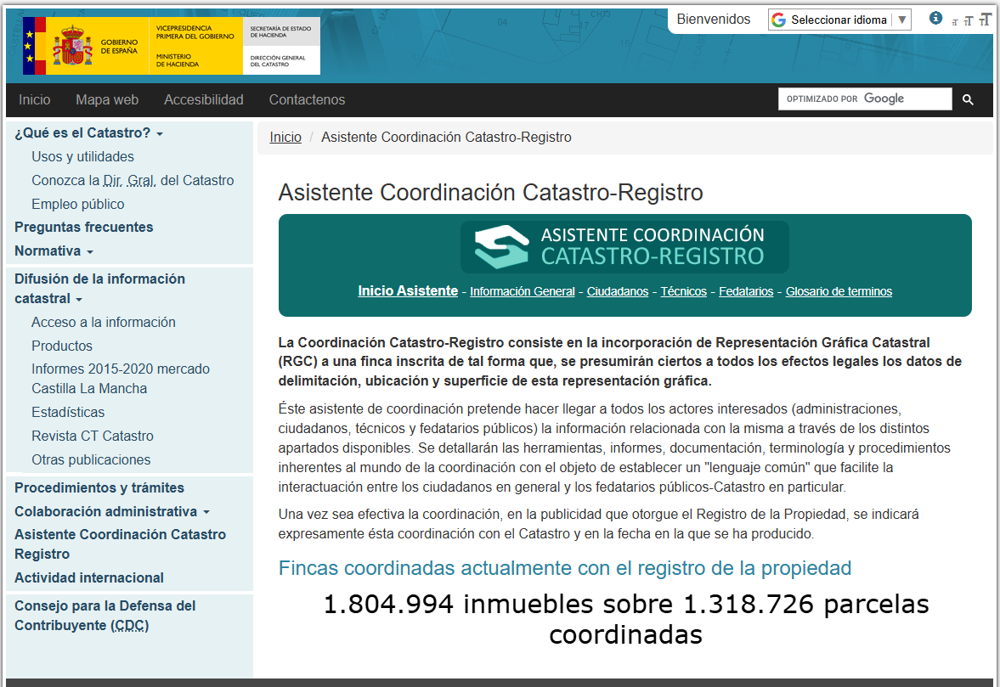 GOBIERNO
DE ESPAÑA
VICEPRESIDENCIA
PRIMERA DEL GOBIERNO
MINISTERIO
DE HACIENDA
SECRETARÍA DE ESTADO
DE HACIENDA
DIRECCIÓN GENERAL
DEL CATASTRO
04
CH13
17
16
Bienvenidos
G Seleccionar idioma ▼
i
T T T
Inicio
Mapa web
Accesibilidad
Contactenos
OPTIMIZADO POR Google
¿Qué es el Catastro?
Usos y utilidades
Conozca la Dir. Gral. del Catastro
Empleo público
Preguntas frecuentes
Normativa
Difusión de la información
catastral
Acceso a la información
Productos
Informes 2015-2020 mercado
Castilla La Mancha
Estadísticas
Revista CT Catastro
Otras publicaciones
Procedimientos y trámites
Colaboración administrativa
Asistente Coordinación Catastro
Registro
Actividad internacional
Consejo para la Defensa del
Contribuyente (CDC)
Inicio / Asistente Coordinación Catastro-Registro
Asistente Coordinación Catastro-Registro
ASISTENTE COORDINACIÓN
CATASTRO-REGISTRO
Inicio Asistente - Información General - Ciudadanos - Técnicos - Fedatarios - Glosario de terminos
La Coordinación Catastro-Registro consiste en la incorporación de Representación Gráfica Catastral
(RGC) a una finca inscrita de tal forma que, se presumirán ciertos a todos los efectos legales los datos de
delimitación, ubicación y superficie de esta representación gráfica.
Éste asistente de coordinación pretende hacer llegar a todos los actores interesados (administraciones,
ciudadanos, técnicos y fedatarios públicos) la información relacionada con la misma a través de los distintos
apartados disponibles. Se detallarán las herramientas, informes, documentación, terminología y procedimientos
inherentes al mundo de la coordinación con el objeto de establecer un "lenguaje común" que facilite la
interactuación entre los ciudadanos en general y los fedatarios públicos-Catastro en particular.
Una vez sea efectiva la coordinación, en la publicidad que otorgue el Registro de la Propiedad, se indicará
expresamente ésta coordinación con el Catastro y en la fecha en la que se ha producido.
Fincas coordinadas actualmente con el registro de la propiedad
1.804.994 inmuebles sobre 1.318.726 parcelas
coordinadas